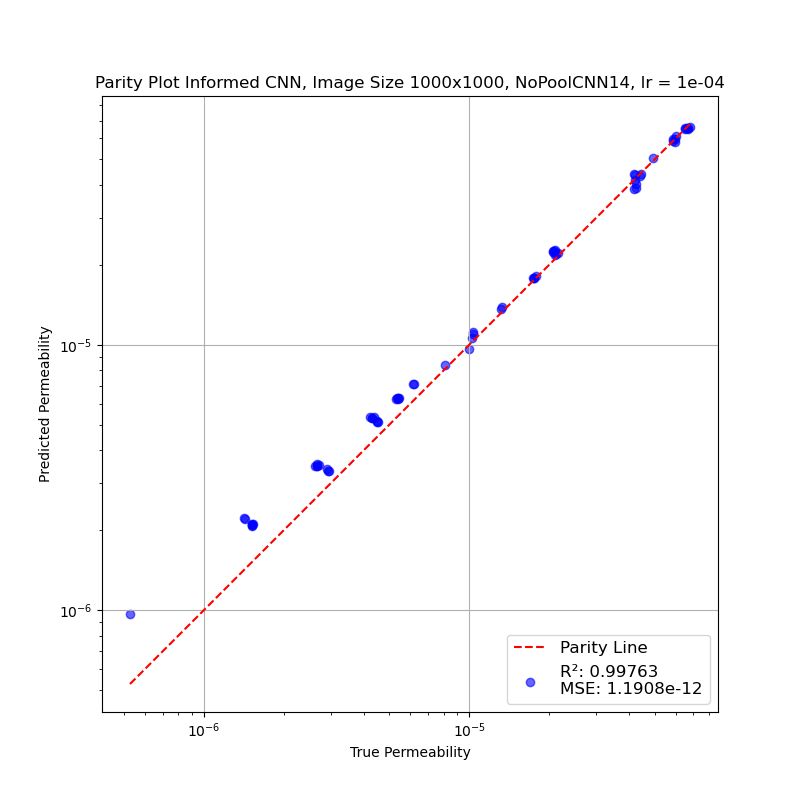 Parity Plot Informed CNN, Image Size 1000x1000, NoPoolCNN14, lr = 1e-04
Predicted Permeability
10⁻⁵
10⁻⁶
Parity Line
R²: 0.99763
MSE: 1.1908e-12
10⁻⁶
10⁻⁵
True Permeability